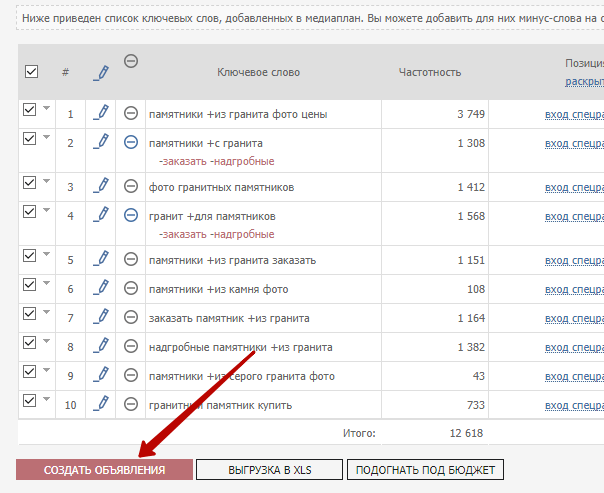 Ниже приведен список ключевых слов, добавленных в медиаплан. Вы можете добавить для них минус-слова на
# Ключевое слово Частотность Позиция
раскрыт
1 памятники +из гранита фото цены 3 749 вход спецра
2 памятники +с гранита 1 308 вход спецра
-заказать -надгробные
3 фото гранитных памятников 1 412 вход спецра
4 гранит +для памятников 1 568 вход спецра
-заказать -надгробные
5 памятники +из гранита заказать 1 151 вход спецра
6 памятники +из камня фото 108 вход спецра
7 заказать памятник +из гранита 1 164 вход спецра
8 надгробные памятники +из гранита 1 382 вход спецра
9 памятники +из серого гранита фото 43 вход спецра
10 гранитный памятник купить 733 вход спецра
Итого: 12 618
СОЗДАТЬ ОБЪЯВЛЕНИЯ ВЫГРУЗКА В XLS ПОДОГНАТЬ ПОД БЮДЖЕТ